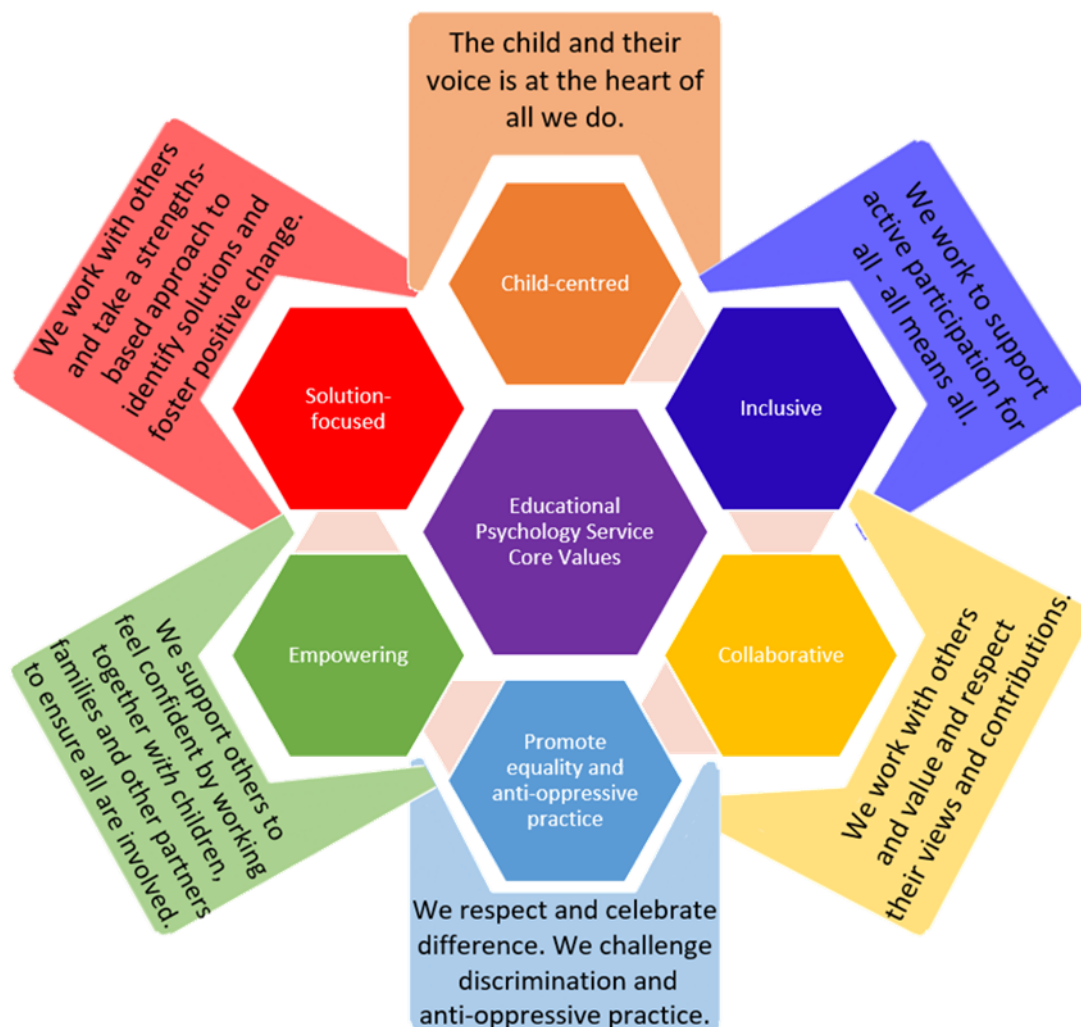 The child and their
voice is at the heart of
all we do.
Child-centred
We work to support
active participation for
all - all means all.
Inclusive
We work with others
and value and respect
their views and contributions.
Collaborative
We respect and celebrate
difference. We challenge
discrimination and
anti-oppressive practice.
Promote
equality and
anti-oppressive
practice
We support others to
feel confident by working
together with children,
families and other partners
to ensure all are involved.
Empowering
We work with others
and take a strengths-
based approach to
identify solutions and
foster positive change.
Solution-
focused
Educational
Psychology Service
Core Values